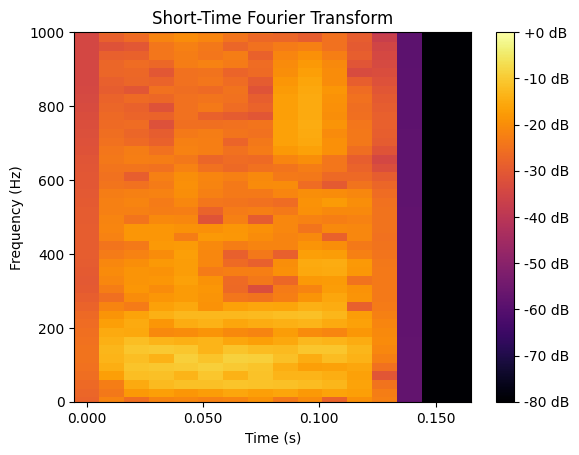 Short-Time Fourier Transform
1000
800
600
400
200
0
Frequency (Hz)
0.000
0.050
0.100
0.150
Time (s)
+0 dB
-10 dB
-20 dB
-30 dB
-40 dB
-50 dB
-60 dB
-70 dB
-80 dB